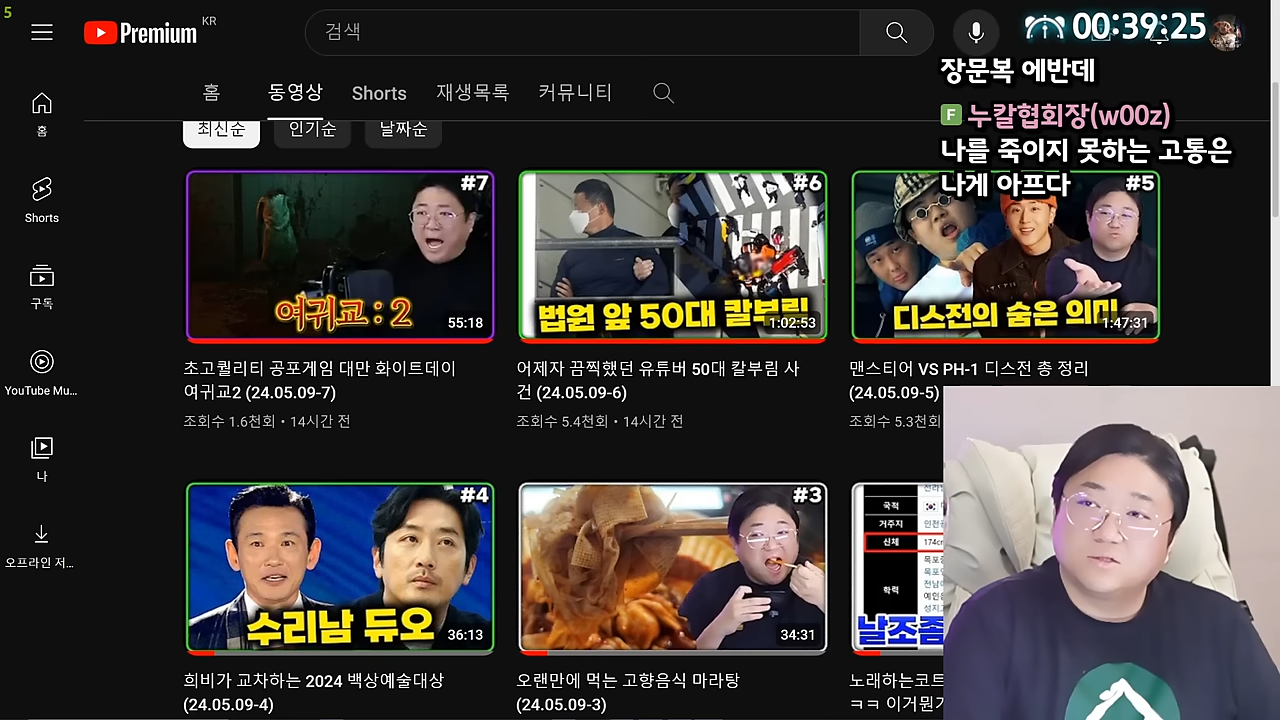 5
Premium KR
검색
00:39:25
장문복 에반데
F 누칼협회장(w00z)
나를 죽이지 못하는 고통은
나게 아프다
홈 동영상 Shorts 재생목록 커뮤니티
최신순 인기순 날짜순
홈
Shorts
구독
YouTube Mu...
나
오프라인 저...
#7
여귀교 : 2
55:18
초고퀄리티 공포게임 대만 화이트데이
여귀교2 (24.05.09-7)
조회수 1.6천회 • 14시간 전
#6
법원 앞 50대 칼부림
1:02:53
어제자 끔찍했던 유튜버 50대 칼부림 사
건 (24.05.09-6)
조회수 5.4천회 • 14시간 전
#5
디스전의 숨은 의미
1:47:31
맨스티어 VS PH-1 디스전 총 정리
(24.05.09-5)
조회수 5.3천회
#4
수리남 듀오
36:13
희비가 교차하는 2024 백상예술대상
(24.05.09-4)
#3
34:31
오랜만에 먹는 고향음식 마라탕
(24.05.09-3)
국적
거주지 인천광
신체 174c
학력
목포중
날조좀
노래하는코트
ㅋㅋ 이거뭔가